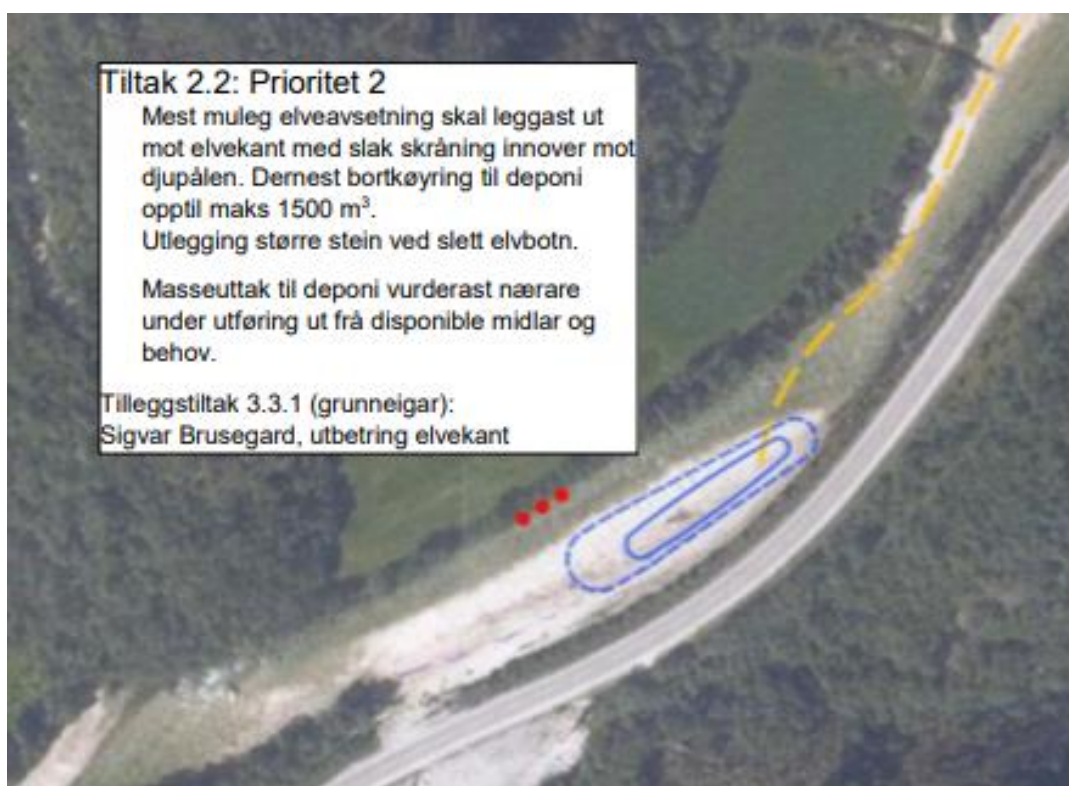 Tiltak 2.2: Prioritet 2
Mest muleg elveavsetning skal leggast ut
mot elvekant med slak skråning innover mot
djupålen. Dernest bortkøyring til deponi
opptil maks 1500 m³.
Utlegging større stein ved slett elvbotn.
Masseuttak til deponi vurderast nærare
under utføring ut frå disponible midlar og
behov.
Tilleggstiltak 3.3.1 (grunneigar):
Sigvar Brusegard, utbetring elvekant